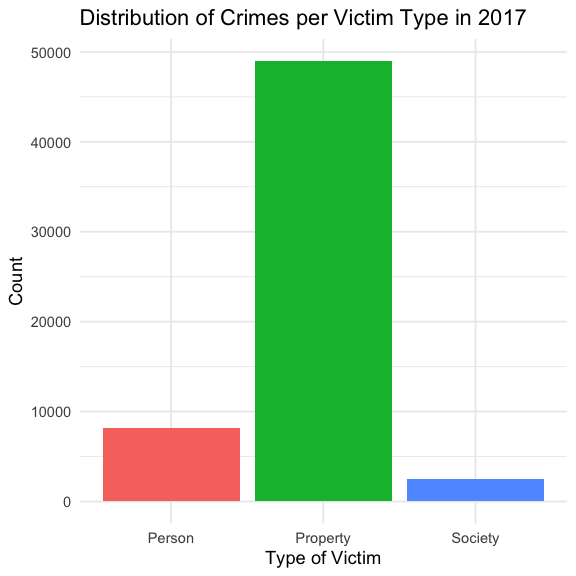 Distribution of Crimes per Victim Type in 2017
Count
50000
40000
30000
20000
10000
0
Person Property Society
Type of Victim